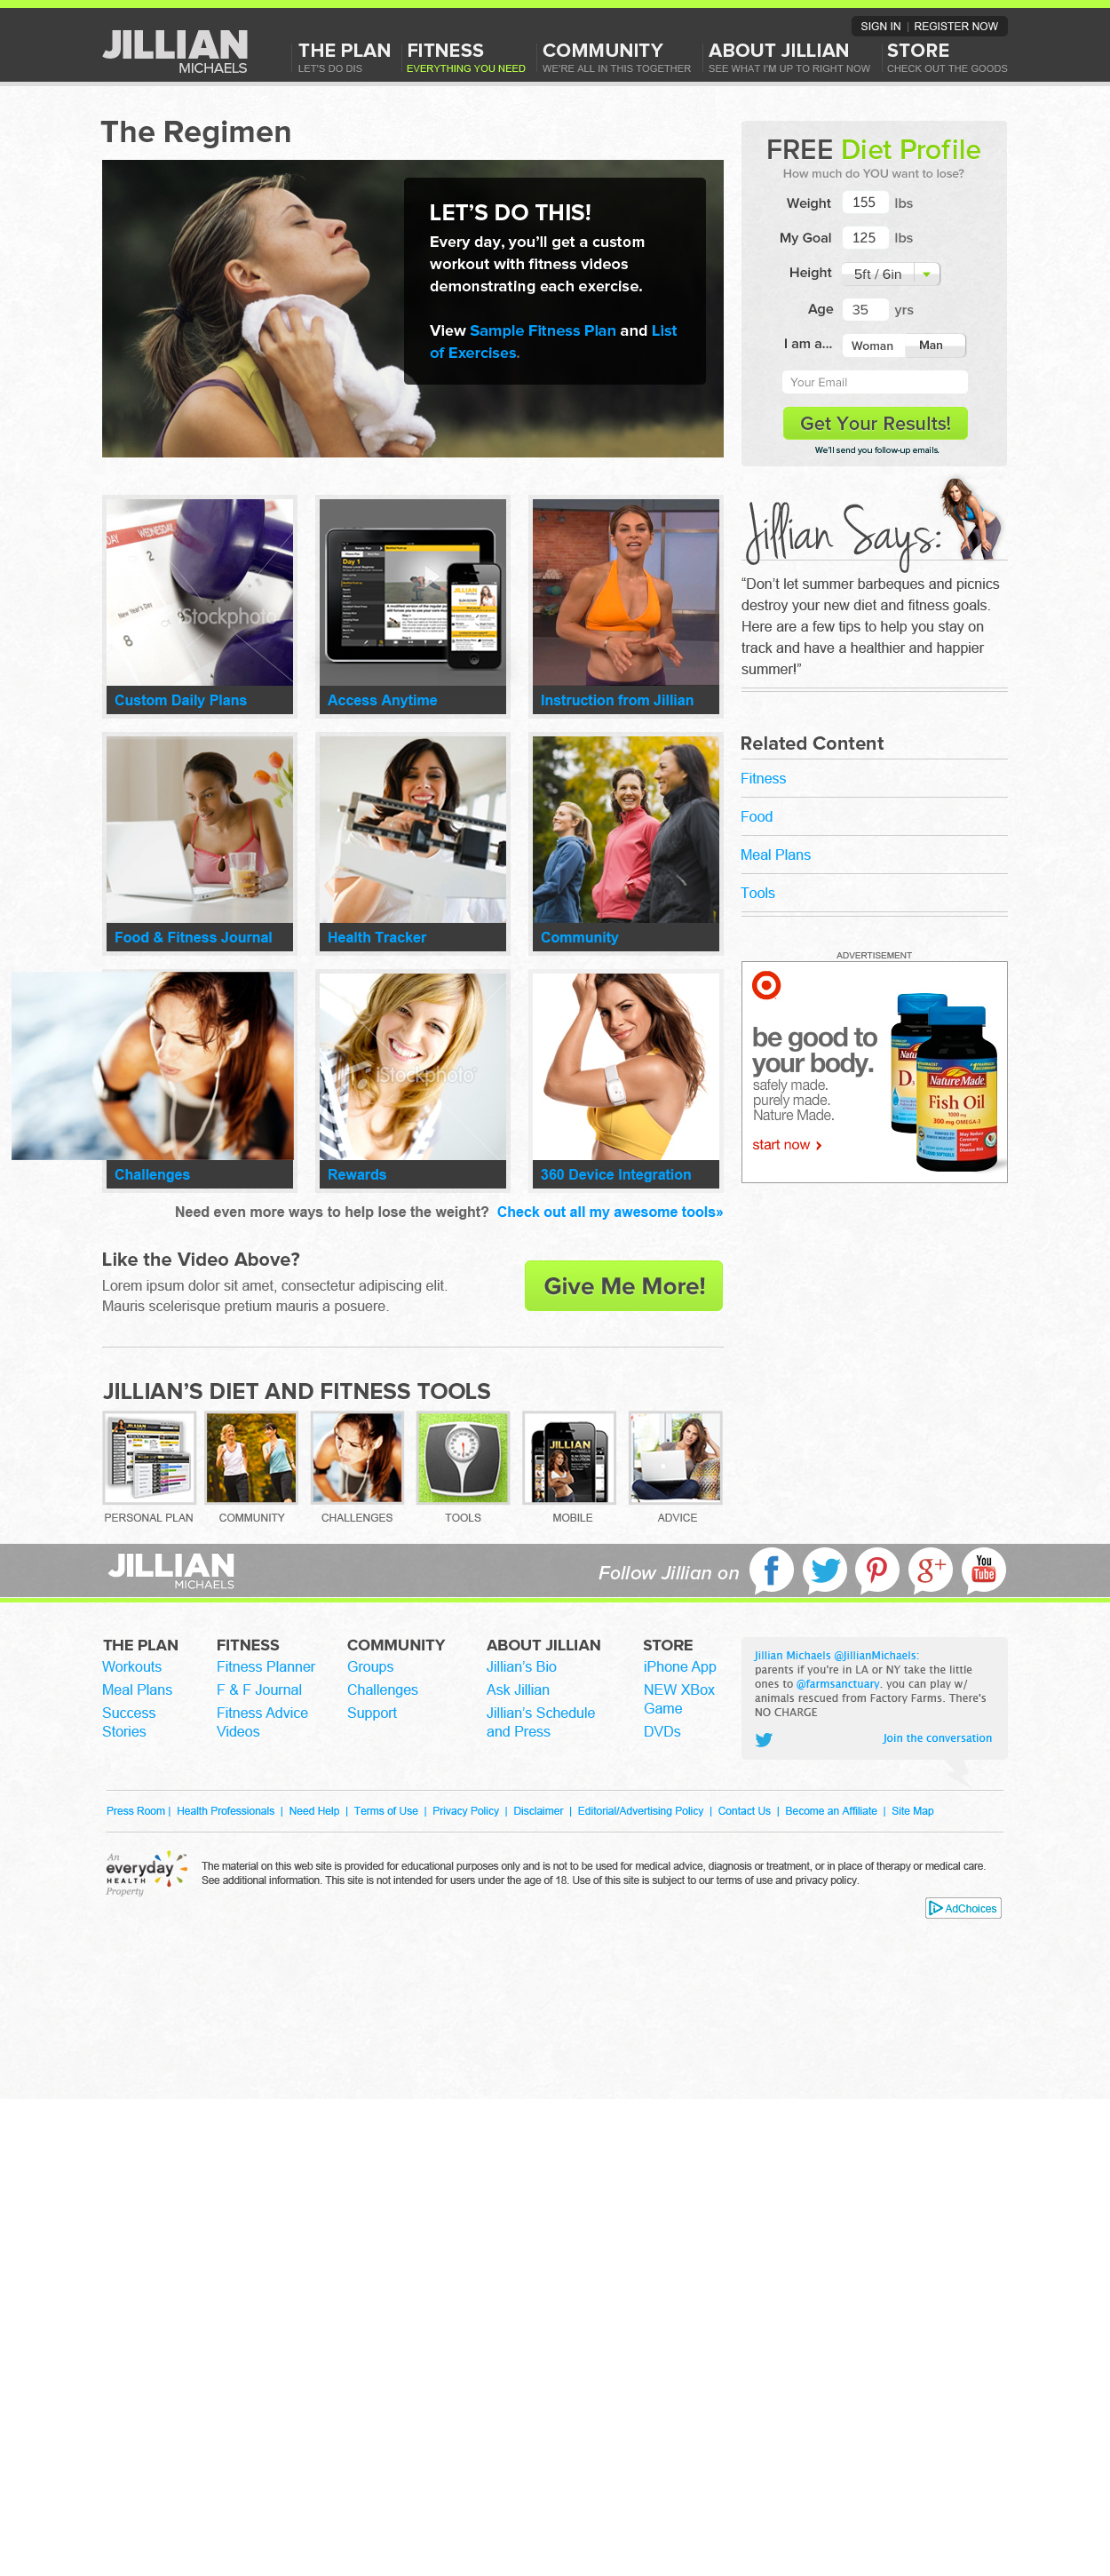 SIGN IN | REGISTER NOW
JILLIAN
MICHAELS
THE PLAN
LET'S DO DIS
FITNESS
EVERYTHING YOU NEED
COMMUNITY
WE'RE ALL IN THIS TOGETHER
ABOUT JILLIAN
SEE WHAT I'M UP TO RIGHT NOW
STORE
CHECK OUT THE GOODS
The Regimen
LET'S DO THIS!
Every day, you'll get a custom
workout with fitness videos
demonstrating each exercise.
View Sample Fitness Plan and List
of Exercises.
FREE Diet Profile
How much do YOU want to lose?
Weight 155 lbs
My Goal 125 lbs
Height 5ft / 6in
Age 35 yrs
I am a... Woman Man
Your Email
Get Your Results!
We'll send you follow-up emails.
Jillian Says:
“Don’t let summer barbeques and picnics
destroy your new diet and fitness goals.
Here are a few tips to help you stay on
track and have a healthier and happier
summer!”
WEDNESDAY
New Year's Day
iStockphoto
Custom Daily Plans
Day 1
Access Anytime
Instruction from Jillian
Food & Fitness Journal
Health Tracker
Community
Challenges
iStockphoto
Rewards
360 Device Integration
Need even more ways to help lose the weight? Check out all my awesome tools»
Related Content
Fitness
Food
Meal Plans
Tools
ADVERTISEMENT
be good to
your body.
safely made.
purely made.
Nature Made.
start now
Nature Made
Fish Oil
1000 mg
300 mg OMEGA-3
Like the Video Above?
Lorem ipsum dolor sit amet, consectetur adipiscing elit.
Mauris scelerisque pretium mauris a posuere.
Give Me More!
JILLIAN’S DIET AND FITNESS TOOLS
JILLIAN
PERSONAL PLAN
COMMUNITY
CHALLENGES
TOOLS
MOBILE
ADVICE
JILLIAN
MICHAELS
Follow Jillian on
You
Tube
THE PLAN
Workouts
Meal Plans
Success
Stories
FITNESS
Fitness Planner
F & F Journal
Fitness Advice
Videos
COMMUNITY
Groups
Challenges
Support
ABOUT JILLIAN
Jillian’s Bio
Ask Jillian
Jillian’s Schedule
and Press
STORE
iPhone App
NEW XBox
Game
DVDs
Jillian Michaels @JillianMichaels:
parents if you're in LA or NY take the little
ones to @farmsanctuary. you can play w/
animals rescued from Factory Farms. There's
NO CHARGE
Join the conversation
Press Room | Health Professionals | Need Help | Terms of Use | Privacy Policy | Disclaimer | Editorial/Advertising Policy | Contact Us | Become an Affiliate | Site Map
An
everyday
HEALTH
Property
The material on this web site is provided for educational purposes only and is not to be used for medical advice, diagnosis or treatment, or in place of therapy or medical care.
See additional information. This site is not intended for users under the age of 18. Use of this site is subject to our terms of use and privacy policy.
AdChoices